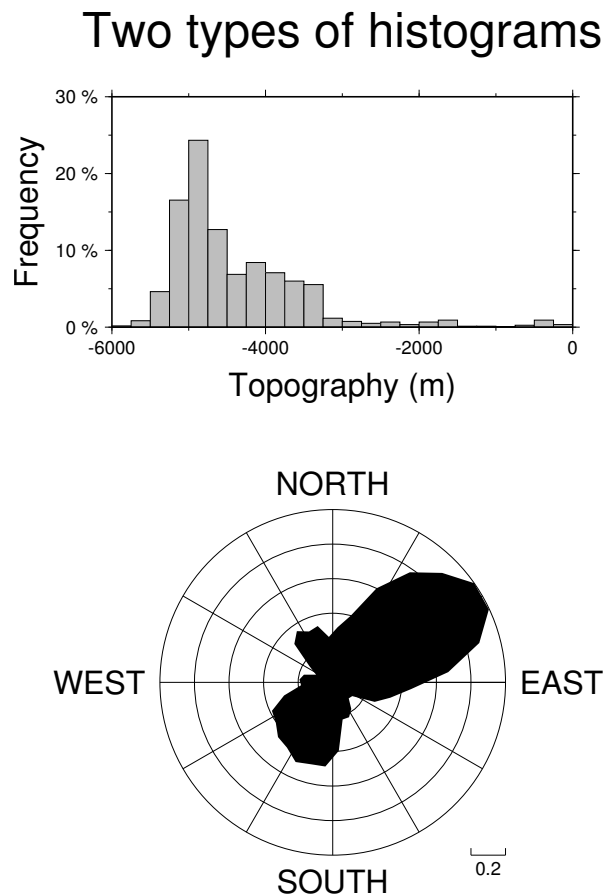 Two types of histograms
30 %
20 %
10 %
0 %
Frequency
-6000 -4000 -2000 0
Topography (m)
NORTH
WEST EAST
SOUTH
0.2